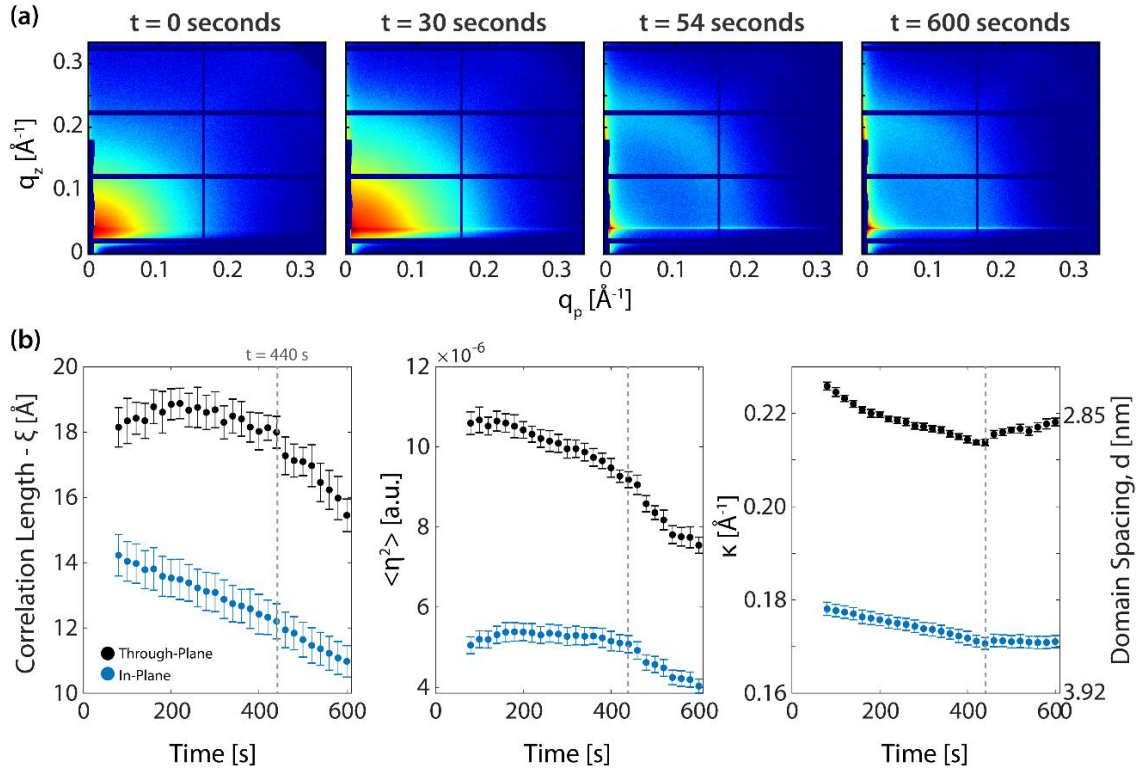 (a)
t = 0 seconds t = 30 seconds t = 54 seconds t = 600 seconds
q_z [Å⁻¹]
0.3
0.2
0.1
0
0 0.1 0.2 0.3 0 0.1 0.2 0.3 0 0.1 0.2 0.3 0 0.1 0.2 0.3
q_p [Å⁻¹]
(b)
Correlation Length - ξ [Å]
20
18
16
14
12
10
t = 440 s
Through-Plane
In-Plane
0 200 400 600
Time [s]
<η²> [a.u.]
×10⁻⁶
12
10
8
6
4
0 200 400 600
Time [s]
κ [Å⁻¹]
0.22
0.20
0.18
0.16
0 200 400 600
Time [s]
2.85
3.92
Domain Spacing, d [nm]